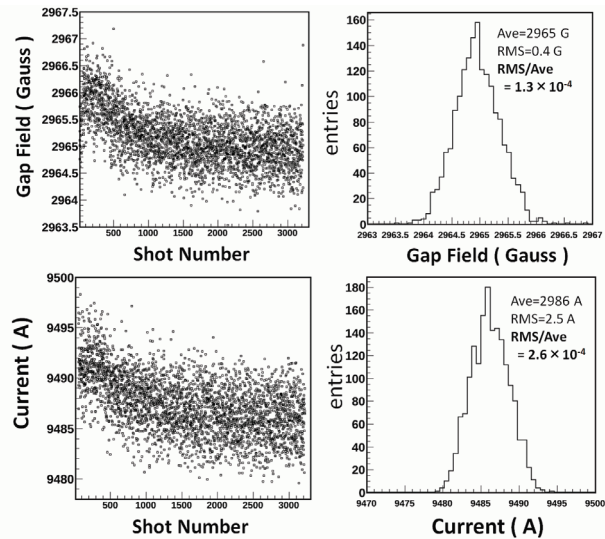 2967.5
2967
2966.5
2966
2965.5
2965
2964.5
2964
2963.5
Gap Field ( Gauss )
500 1000 1500 2000 2500 3000
Shot Number
160
140
120
100
80
60
40
20
0
entries
Ave=2965 G
RMS=0.4 G
RMS/Ave
= 1.3 × 10⁻⁴
2963 2963.5 2964 2964.5 2965 2965.5 2966 2966.5 2967
Gap Field ( Gauss )
9500
9495
9490
9485
9480
Current ( A )
500 1000 1500 2000 2500 3000
Shot Number
180
160
140
120
100
80
60
40
20
0
entries
Ave=2986 A
RMS=2.5 A
RMS/Ave
= 2.6 × 10⁻⁴
9470 9475 9480 9485 9490 9495 9500
Current ( A )